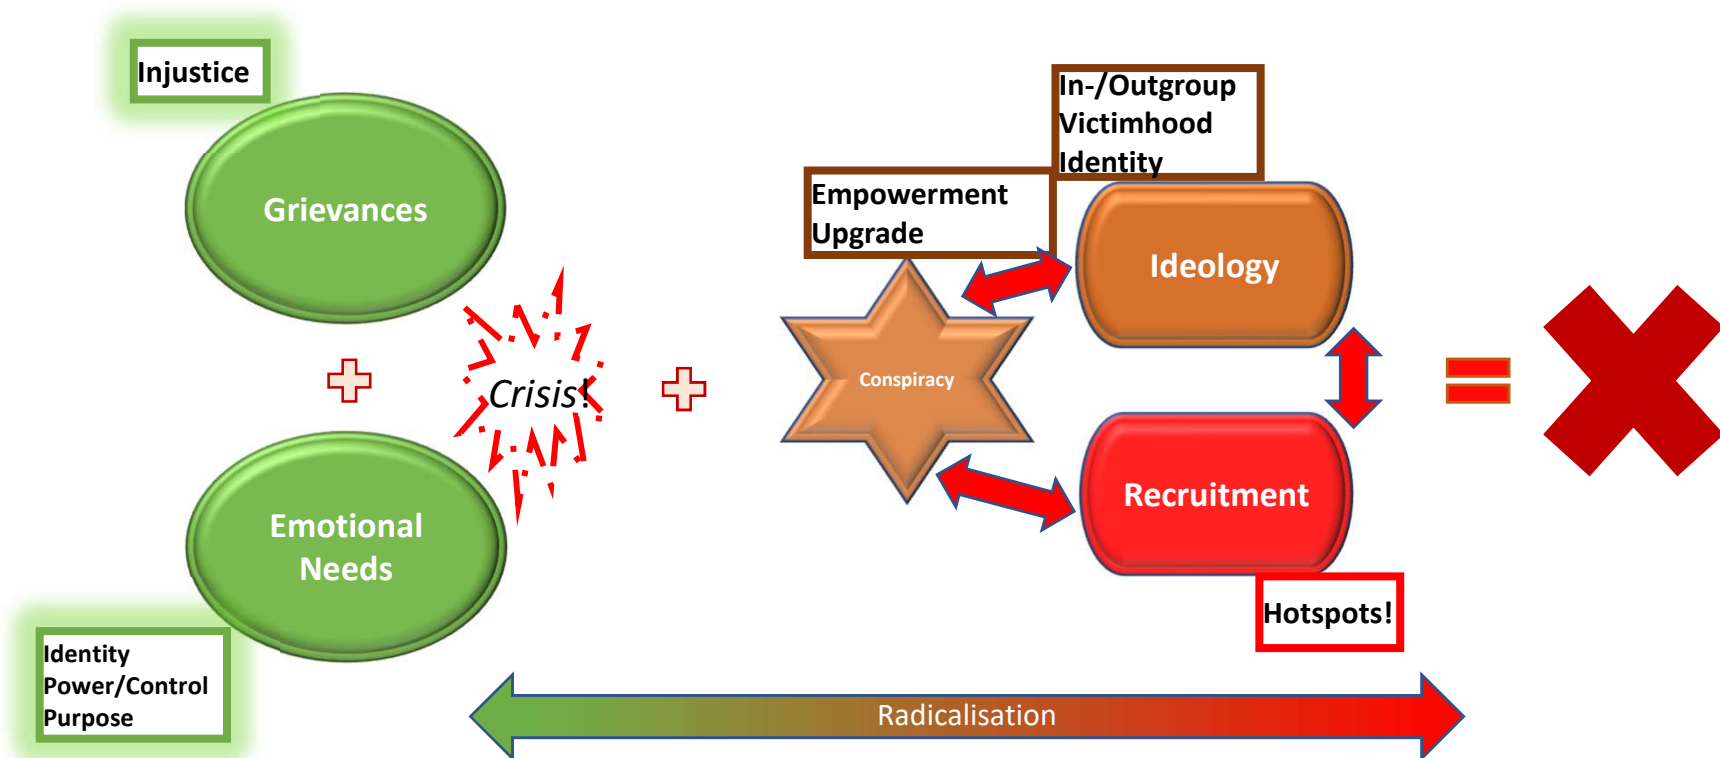 Injustice
Grievances
In-/Outgroup
Victimhood
Identity
Empowerment
Upgrade
Ideology
Crisis!
Conspiracy
Emotional
Needs
Recruitment
Hotspots!
Identity
Power/Control
Purpose
Radicalisation